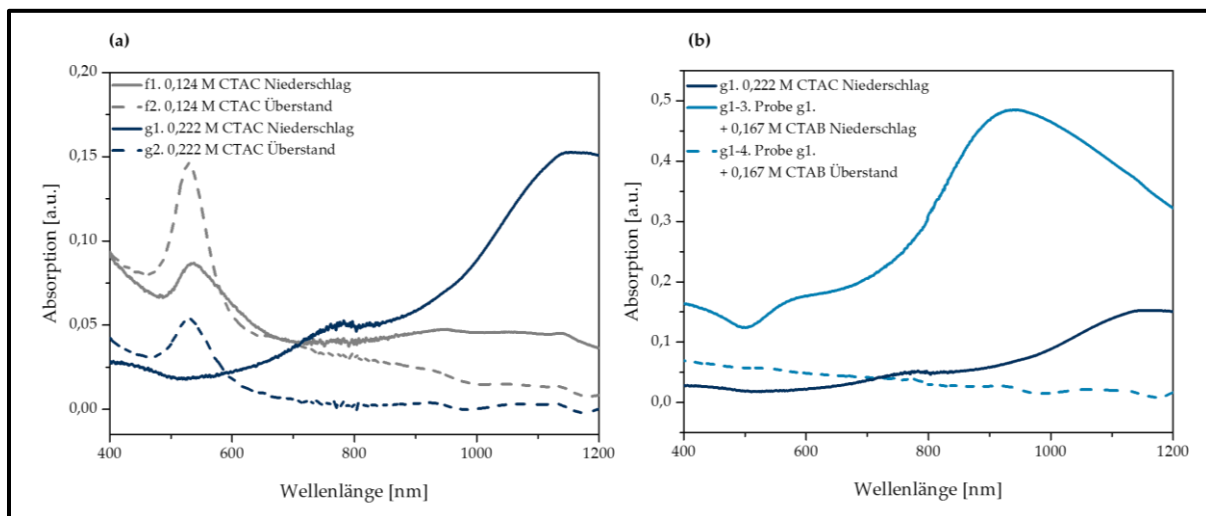 (a)
0,20
0,15
0,10
0,05
0,00
Absorption [a.u.]
f1. 0,124 M CTAC Niederschlag
f2. 0,124 M CTAC Überstand
g1. 0,222 M CTAC Niederschlag
g2. 0,222 M CTAC Überstand
400
600
800
1000
1200
Wellenlänge [nm]
(b)
0,5
0,4
0,3
0,2
0,1
0,0
Absorption [a.u.]
g1. 0,222 M CTAC Niederschlag
g1-3. Probe g1.
+ 0,167 M CTAB Niederschlag
g1-4. Probe g1.
+ 0,167 M CTAB Überstand
400
600
800
1000
1200
Wellenlänge [nm]